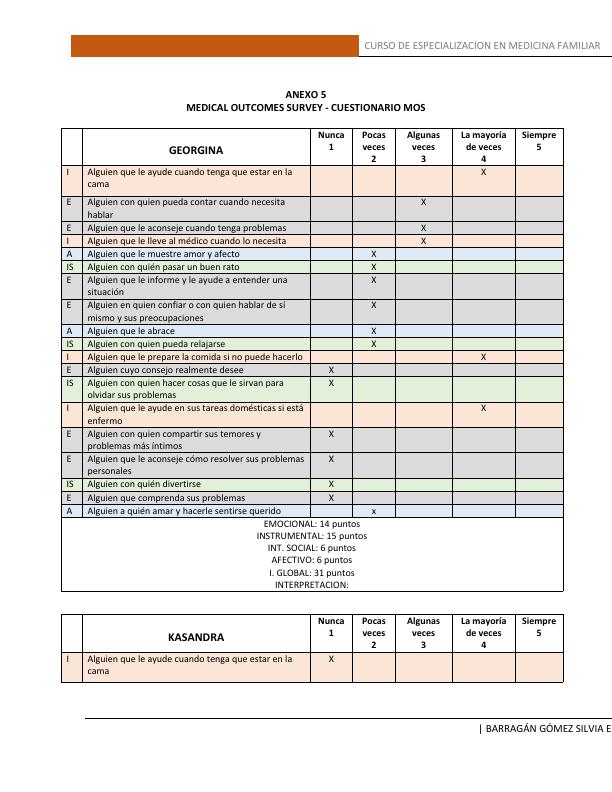 CURSO DE ESPECIALIZACION EN MEDICINA FAMILIAR
ANEXO 5
MEDICAL OUTCOMES SURVEY - CUESTIONARIO MOS
GEORGINA
Nunca
1
Pocas
veces
2
Algunas
veces
3
La mayoría
de veces
4
Siempre
5
I Alguien que le ayude cuando tenga que estar en la X
cama
E Alguien con quien pueda contar cuando necesita X
hablar
E Alguien que le aconseje cuando tenga problemas X
I Alguien que le lleve al médico cuando lo necesita X
A Alguien que le muestre amor y afecto X
IS Alguien con quién pasar un buen rato X
E Alguien que le informe y le ayude a entender una X
situación
E Alguien en quien confiar o con quien hablar de sí X
mismo y sus preocupaciones
A Alguien que le abrace X
IS Alguien con quien pueda relajarse X
I Alguien que le prepare la comida si no puede hacerlo X
E Alguien cuyo consejo realmente desee X
IS Alguien con quien hacer cosas que le sirvan para X
olvidar sus problemas
I Alguien que le ayude en sus tareas domésticas si está X
enfermo
E Alguien con quien compartir sus temores y X
problemas más íntimos
E Alguien que le aconseje cómo resolver sus problemas X
personales
IS Alguien con quién divertirse X
E Alguien que comprenda sus problemas X
A Alguien a quién amar y hacerle sentirse querido x
EMOCIONAL: 14 puntos
INSTRUMENTAL: 15 puntos
INT. SOCIAL: 6 puntos
AFECTIVO: 6 puntos
I. GLOBAL: 31 puntos
INTERPRETACION:
KASANDRA
Nunca
1
Pocas
veces
2
Algunas
veces
3
La mayoría
de veces
4
Siempre
5
I Alguien que le ayude cuando tenga que estar en la X
cama
| BARRAGÁN GÓMEZ SILVIA E